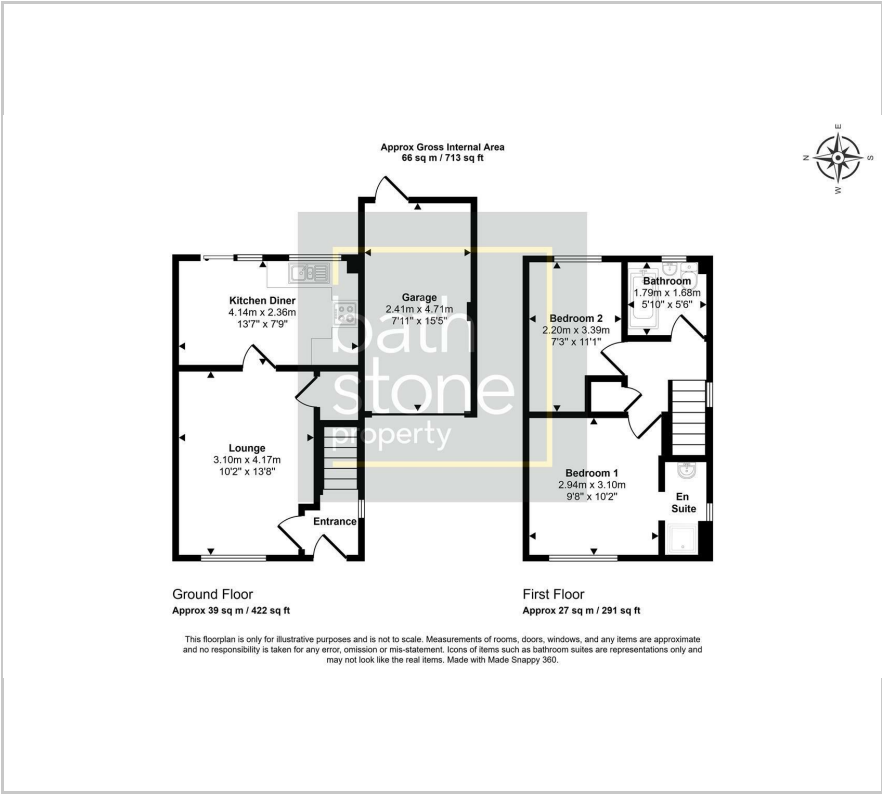 Approx Gross Internal Area
66 sq m / 713 sq ft
N
E
S
W
Kitchen Diner
4.14m x 2.36m
13'7" x 7'9"
Garage
2.41m x 4.71m
7'11" x 15'5"
Lounge
3.10m x 4.17m
10'2" x 13'8"
Entrance
bath
stone
property
Bathroom
1.79m x 1.68m
5'10" x 5'6"
Bedroom 2
2.20m x 3.39m
7'3" x 11'1"
Bedroom 1
2.94m x 3.10m
9'8" x 10'2"
En
Suite
Ground Floor
Approx 39 sq m / 422 sq ft
First Floor
Approx 27 sq m / 291 sq ft
This floorplan is only for illustrative purposes and is not to scale. Measurements of rooms, doors, windows, and any items are approximate
and no responsibility is taken for any error, omission or mis-statement. Icons of items such as bathroom suites are representations only and
may not look like the real items. Made with Made Snappy 360.